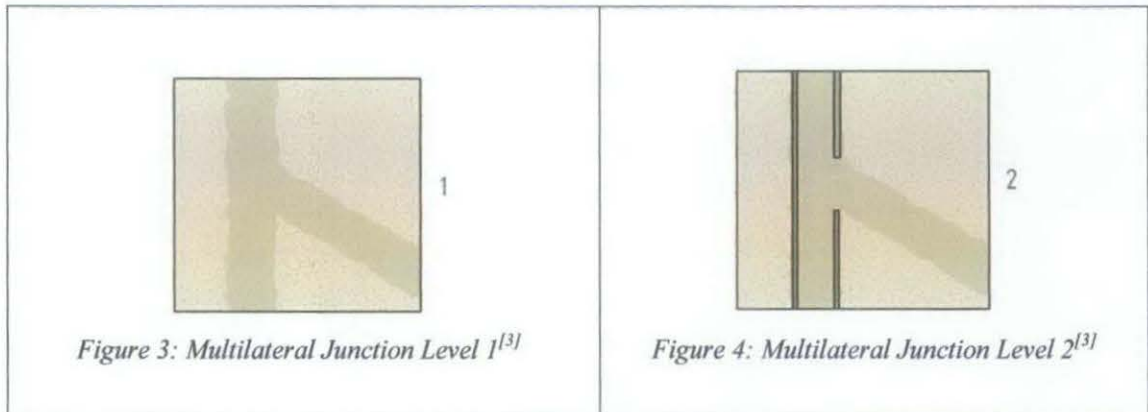 1
Figure 3: Multilateral Junction Level 1[3]
2
Figure 4: Multilateral Junction Level 2[3]